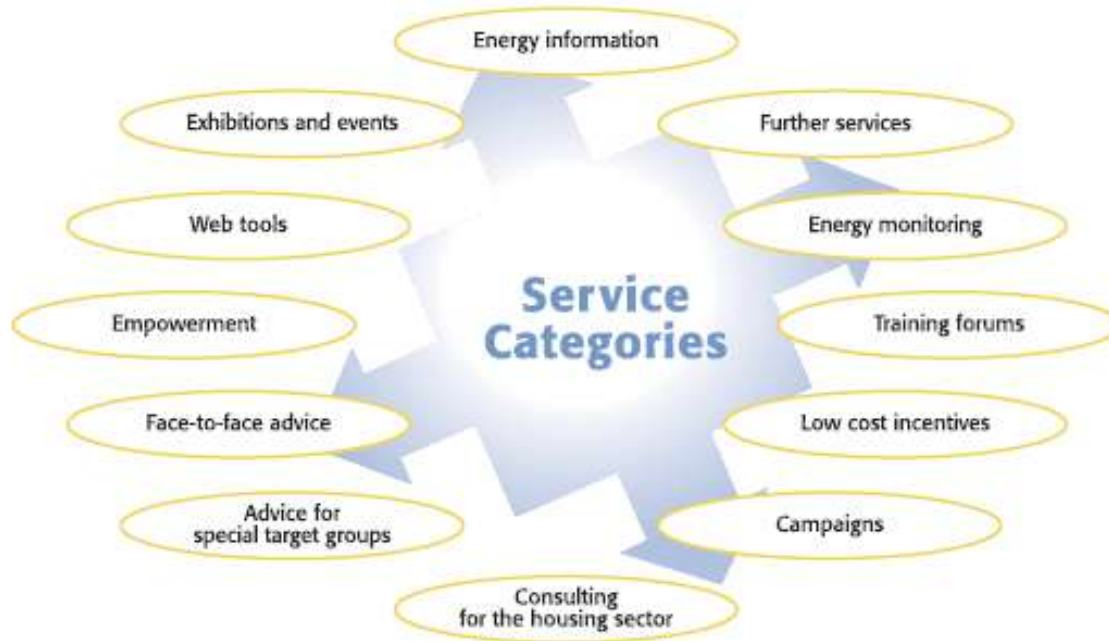 Energy information
Exhibitions and events
Further services
Web tools
Energy monitoring
Service
Categories
Empowerment
Training forums
Face-to-face advice
Low cost incentives
Advice for
special target groups
Campaigns
Consulting
for the housing sector